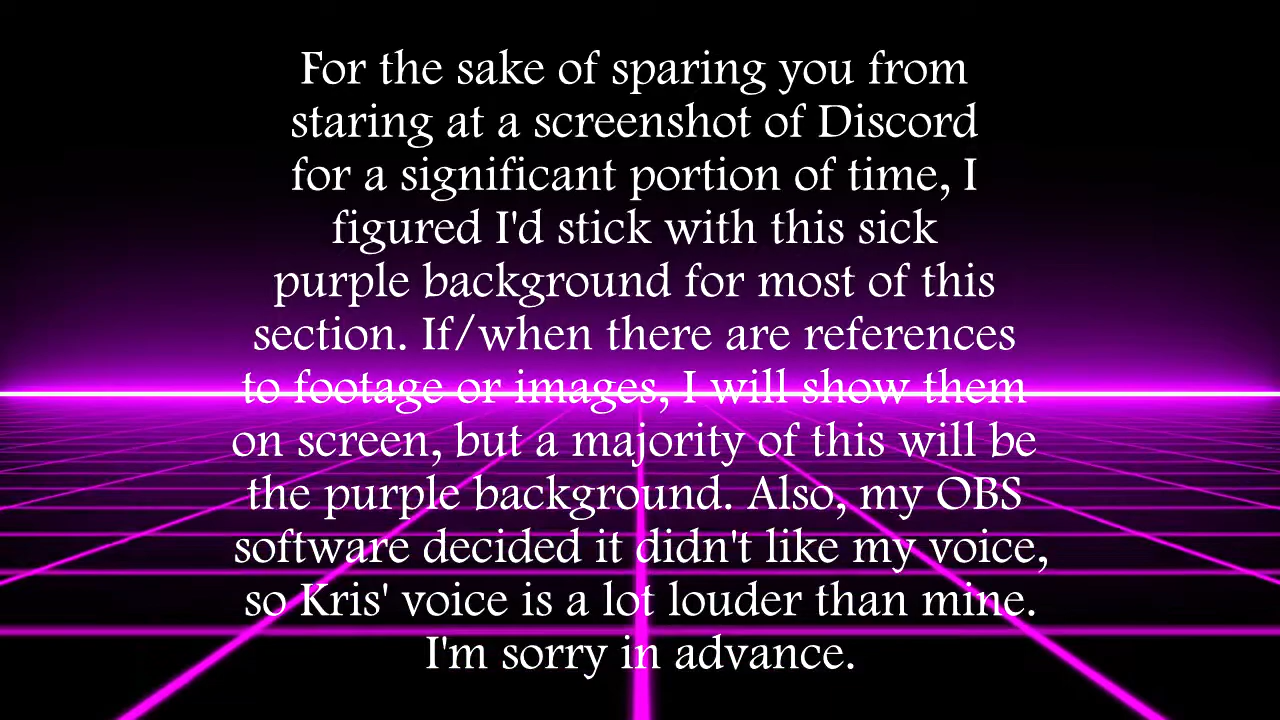 For the sake of sparing you from
staring at a screenshot of Discord
for a significant portion of time, I
figured I'd stick with this sick
purple background for most of this
section. If/when there are references
to footage or images, I will show them
on screen, but a majority of this will be
the purple background. Also, my OBS
software decided it didn't like my voice,
so Kris' voice is a lot louder than mine.
I'm sorry in advance.